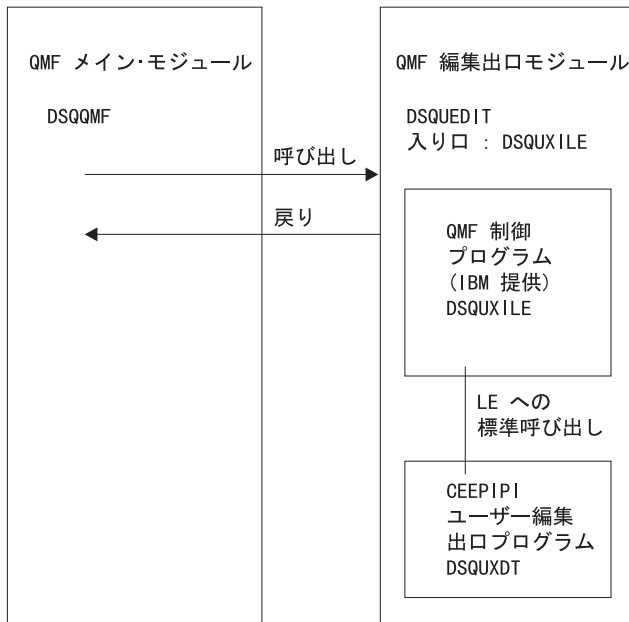 QMF メイン・モジュール
DSQQMF
呼び出し
戻り
QMF 編集出口モジュール
DSQUEDIT
入り口 : DSQUXILE
QMF 制御
プログラム
(IBM 提供)
DSQUXILE
LE への
標準呼び出し
CEEPIPI
ユーザー編集
出口プログラム
DSQUXDT